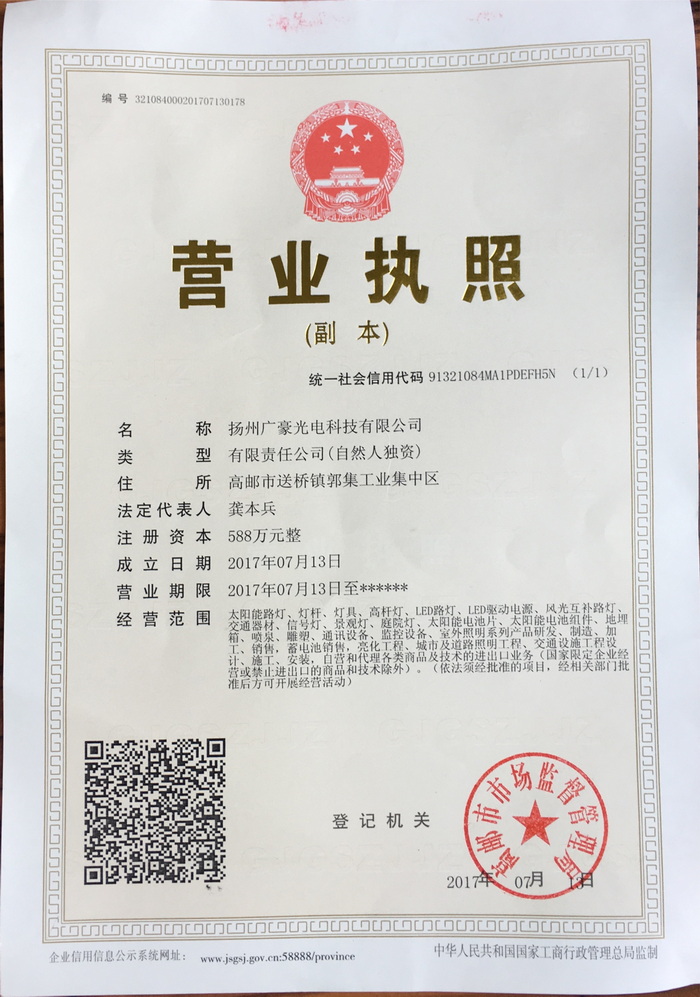 编 号 321084000201707130178
营业执照
(副 本)
统一社会信用代码 91321084MA1PDEFH5N （1/1）
名 称 扬州广豪光电科技有限公司
类 型 有限责任公司(自然人独资)
住 所 高邮市送桥镇郭集工业集中区
法定代表人 龚本兵
注 册 资 本 588万元整
成 立 日 期 2017年07月13日
营 业 期 限 2017年07月13日至******
经 营 范 围 太阳能路灯、灯杆、灯具、高杆灯、LED路灯、LED驱动电源、风光互补路灯、
交通器材、信号灯、景观灯、庭院灯、太阳能电池片、太阳能电池组件、地埋
箱、喷泉、雕塑、通讯设备、监控设备、室外照明系列产品研发、制造、加
工、销售，蓄电池销售，亮化工程、城市及道路照明工程、交通设施工程设
计、施工、安装，自营和代理各类商品及技术的进出口业务（国家限定企业经
营或禁止进出口的商品和技术除外）。（依法须经批准的项目，经相关部门批
准后方可开展经营活动）
登 记 机 关
高邮市市场监督管理局
2017年 07月 13日
企业信用信息公示系统网址： www.jsgsj.gov.cn:58888/province
中华人民共和国国家工商行政管理总局监制